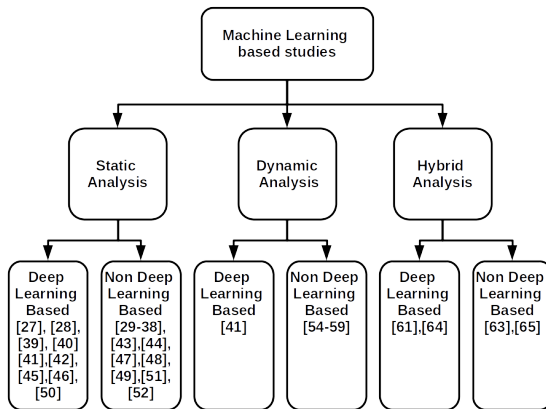 Machine Learning
based studies
Static
Analysis
Dynamic
Analysis
Hybrid
Analysis
Deep
Learning
Based
[27], [28],
[39], [40]
[41],[42],
[45],[46],
[50]
Non Deep
Learning
Based
[29-38],
[43],[44],
[47],[48],
[49],[51],
[52]
Deep
Learning
Based
[41]
Non Deep
Learning
Based
[54-59]
Deep
Learning
Based
[61],[64]
Non Deep
Learning
Based
[63],[65]